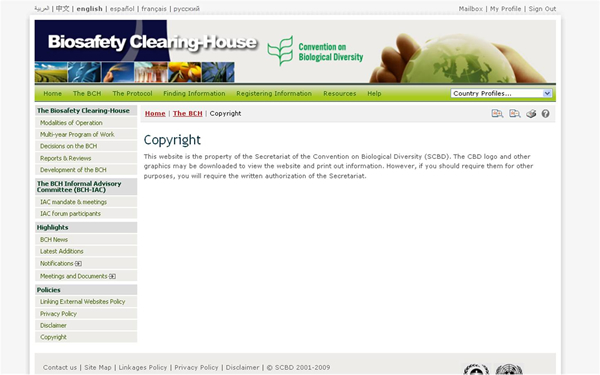 العربية | 中文 | english | español | français | русский
Mailbox | My Profile | Sign Out
Biosafety Clearing-House
Convention on
Biological Diversity
Home The BCH The Protocol Finding Information Registering Information Resources Help
Country Profiles...
The Biosafety Clearing-House
Modalities of Operation
Multi-year Program of Work
Decisions on the BCH
Reports & Reviews
Development of the BCH
The BCH Informal Advisory
Committee (BCH-IAC)
IAC mandate & meetings
IAC forum participants
Highlights
BCH News
Latest Additions
Notifications
Meetings and Documents
Policies
Linking External Websites Policy
Privacy Policy
Disclaimer
Copyright
Home | The BCH | Copyright
Copyright
This website is the property of the Secretariat of the Convention on Biological Diversity (SCBD). The CBD logo and other
graphics may be downloaded to view the website and print out information. However, if you should require them for other
purposes, you will require the written authorization of the Secretariat.
Contact us | Site Map | Linkages Policy | Privacy Policy | Disclaimer | © SCBD 2001-2009